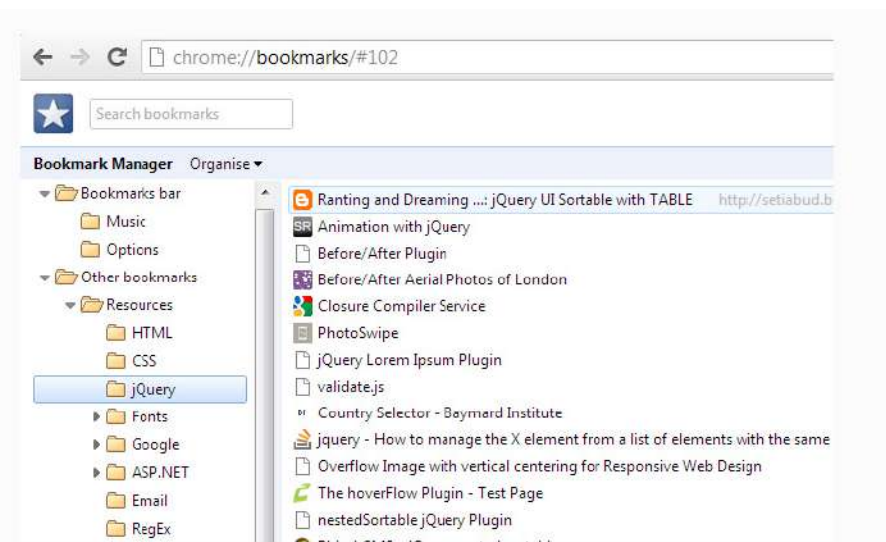 chrome://bookmarks/#102
Search bookmarks
Bookmark Manager Organise
Bookmarks bar
Music
Options
Other bookmarks
Resources
HTML
CSS
jQuery
Fonts
Google
ASP.NET
Email
RegEx
Ranting and Dreaming ...: jQuery UI Sortable with TABLE http://setiabud.b
SR Animation with jQuery
Before/After Plugin
Before/After Aerial Photos of London
Closure Compiler Service
PhotoSwipe
jQuery Lorem Ipsum Plugin
validate.js
Country Selector - Baymard Institute
jquery - How to manage the X element from a list of elements with the same
Overflow Image with vertical centering for Responsive Web Design
The hoverFlow Plugin - Test Page
nestedSortable jQuery Plugin